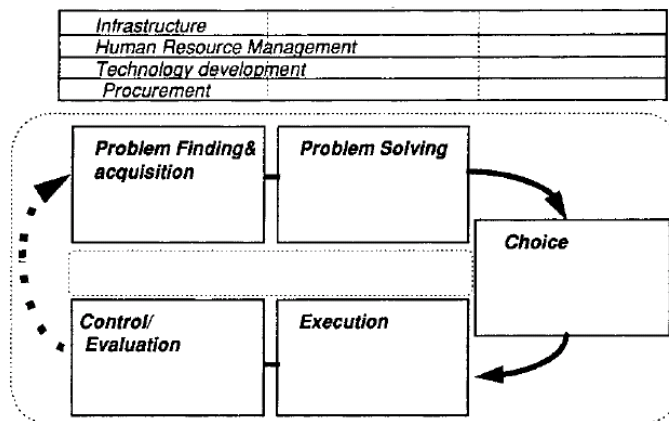 Infrastructure
Human Resource Management
Technology development
Procurement
Problem Finding&
acquisition
Problem Solving
Choice
Control/
Evaluation
Execution